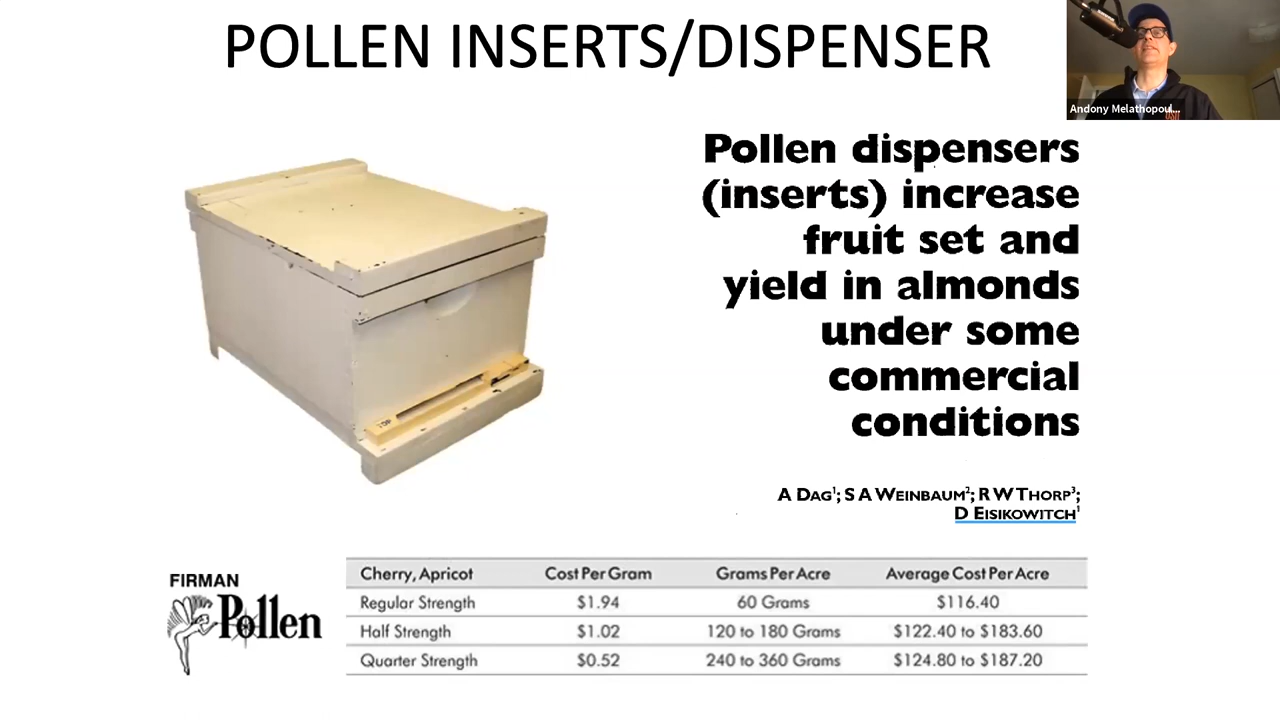 POLLEN INSERTS/DISPENSER
Andony Melathopoul...
OSU
Pollen dispensers
(inserts) increase
fruit set and
yield in almonds
under some
commercial
conditions
A DAG¹; S A WEINBAUM²; R W THORP³;
D EISIKOWITCH¹
TOP
FIRMAN
Pollen
Cherry, Apricot Cost Per Gram Grams Per Acre Average Cost Per Acre
Regular Strength $1.94 60 Grams $116.40
Half Strength $1.02 120 to 180 Grams $122.40 to $183.60
Quarter Strength $0.52 240 to 360 Grams $124.80 to $187.20